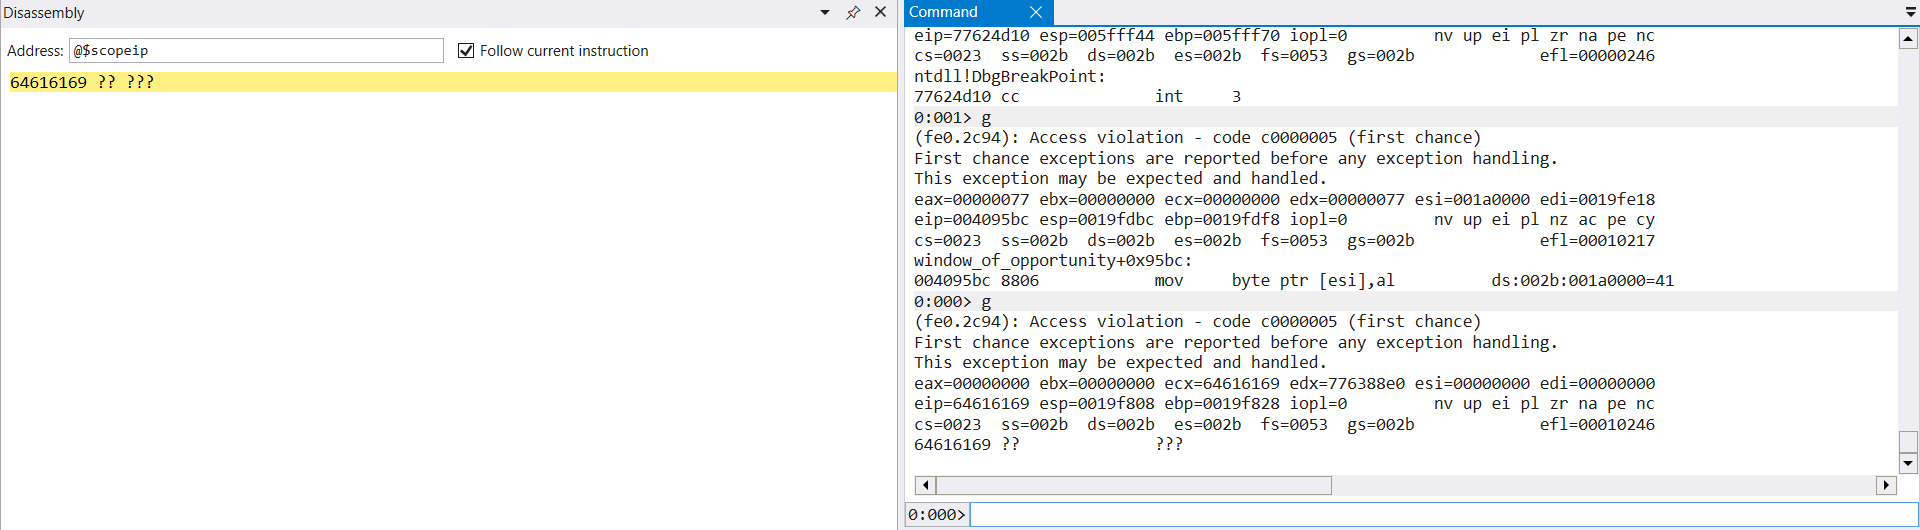 Disassembly
Address: @$scopeip Follow current instruction
64616169 ?? ???
Command
eip=77624d10 esp=005fff44 ebp=005fff70 iopl=0         nv up ei pl zr na pe nc
cs=0023  ss=002b  ds=002b  es=002b  fs=0053  gs=002b             efl=00000246
ntdll!DbgBreakPoint:
77624d10 cc              int     3
0:001> g
(fe0.2c94): Access violation - code c0000005 (first chance)
First chance exceptions are reported before any exception handling.
This exception may be expected and handled.
eax=00000077 ebx=00000000 ecx=00000000 edx=00000077 esi=001a0000 edi=0019fe18
eip=004095bc esp=0019fdbc ebp=0019fdf8 iopl=0         nv up ei pl nz ac pe cy
cs=0023  ss=002b  ds=002b  es=002b  fs=0053  gs=002b             efl=00010217
window_of_opportunity+0x95bc:
004095bc 8806            mov     byte ptr [esi],al          ds:002b:001a0000=41
0:000> g
(fe0.2c94): Access violation - code c0000005 (first chance)
First chance exceptions are reported before any exception handling.
This exception may be expected and handled.
eax=00000000 ebx=00000000 ecx=64616169 edx=776388e0 esi=00000000 edi=00000000
eip=64616169 esp=0019f808 ebp=0019f828 iopl=0         nv up ei pl zr na pe nc
cs=0023  ss=002b  ds=002b  es=002b  fs=0053  gs=002b             efl=00010246
64616169 ??              ???
0:000>